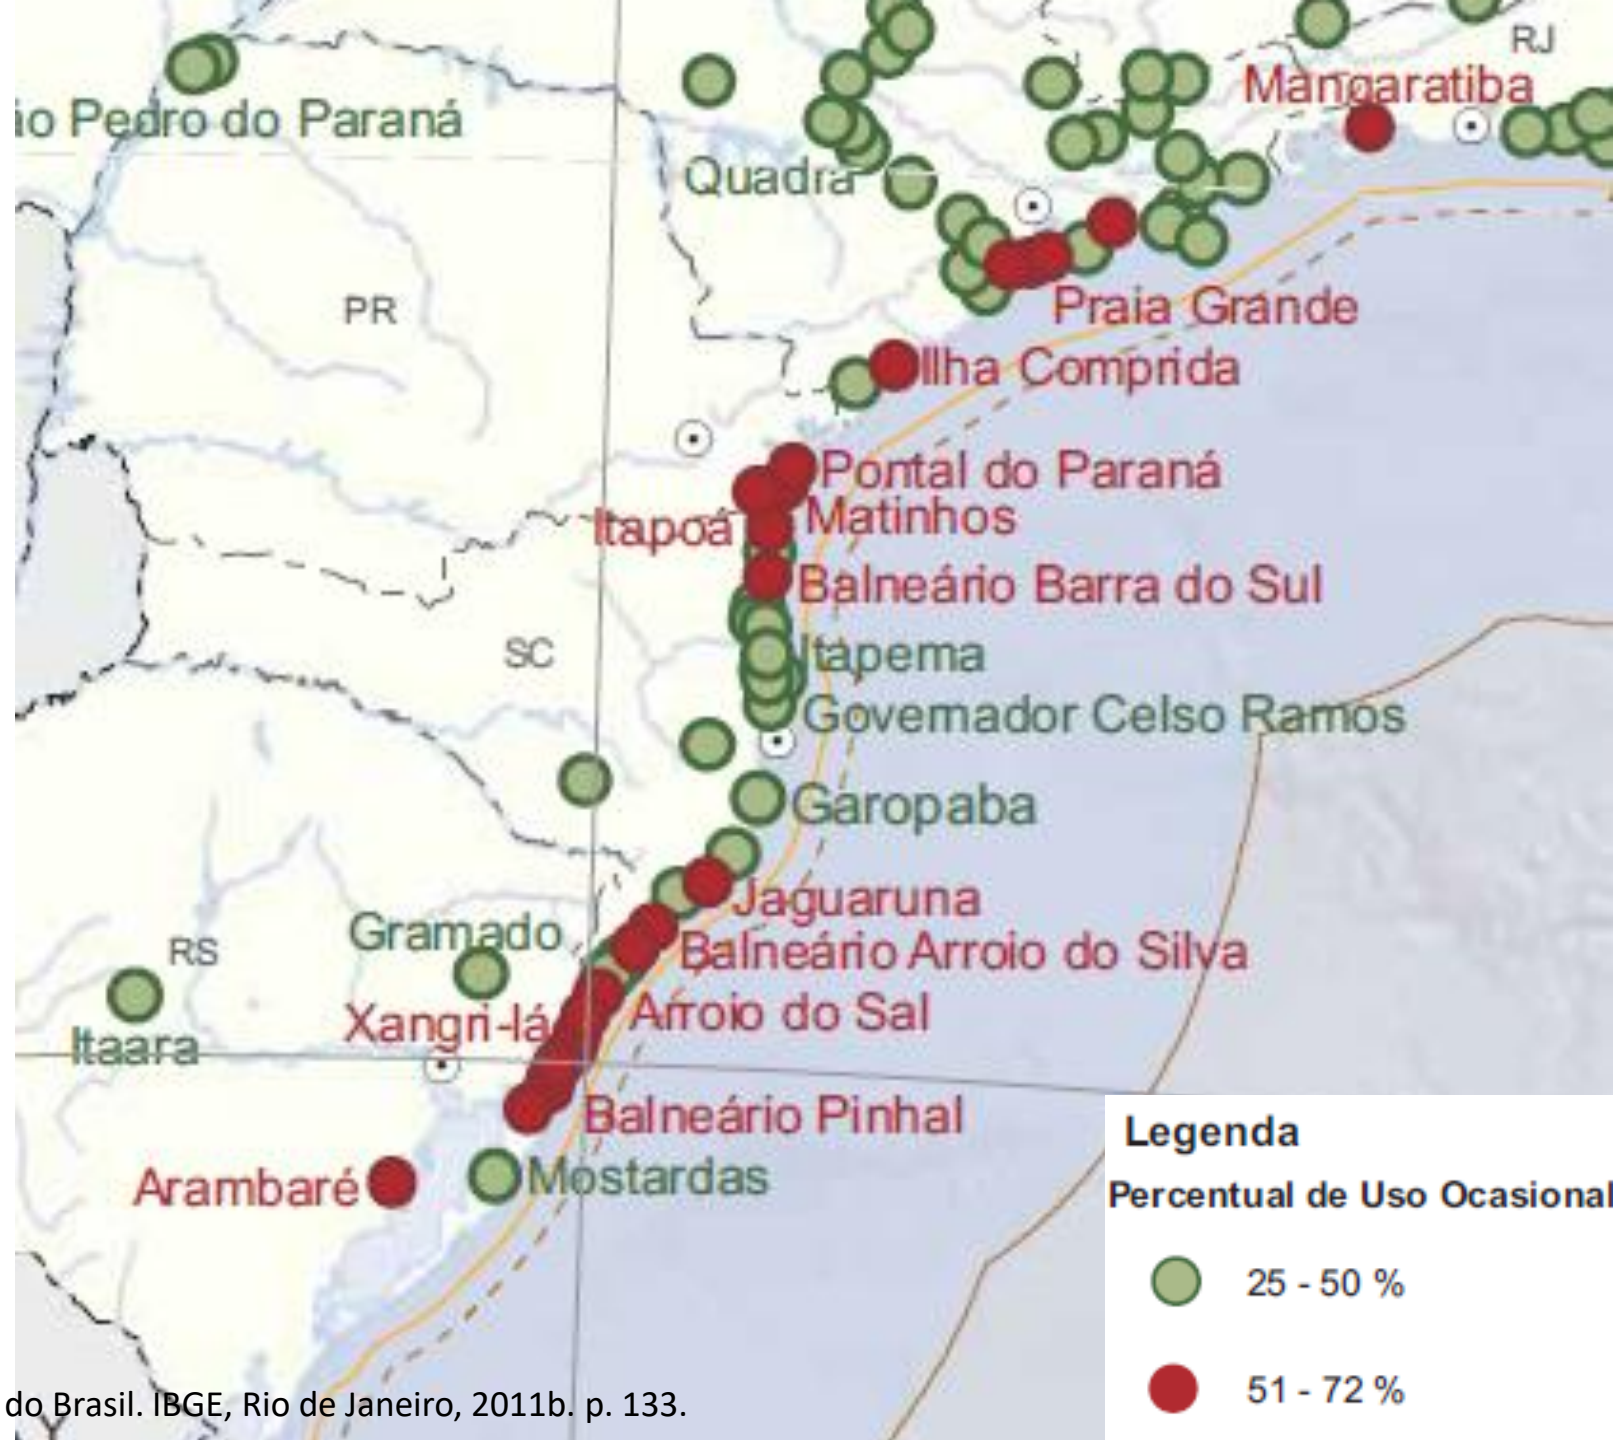 RJ
Mangaratiba
ão Pedro do Paraná
Quadra
PR
Praia Grande
Ilha Comprida
Pontal do Paraná
Matinhos
Itapoá
Balneário Barra do Sul
SC
Itapema
Governador Celso Ramos
Garopaba
Jaguaruna
Gramado
RS
Balneário Arroio do Silva
Xangri-lá
Arroio do Sal
Itaara
Balneário Pinhal
Legenda
Arambaré
Mostardas
Percentual de Uso Ocasional
25 - 50 %
51 - 72 %
do Brasil. IBGE, Rio de Janeiro, 2011b. p. 133.